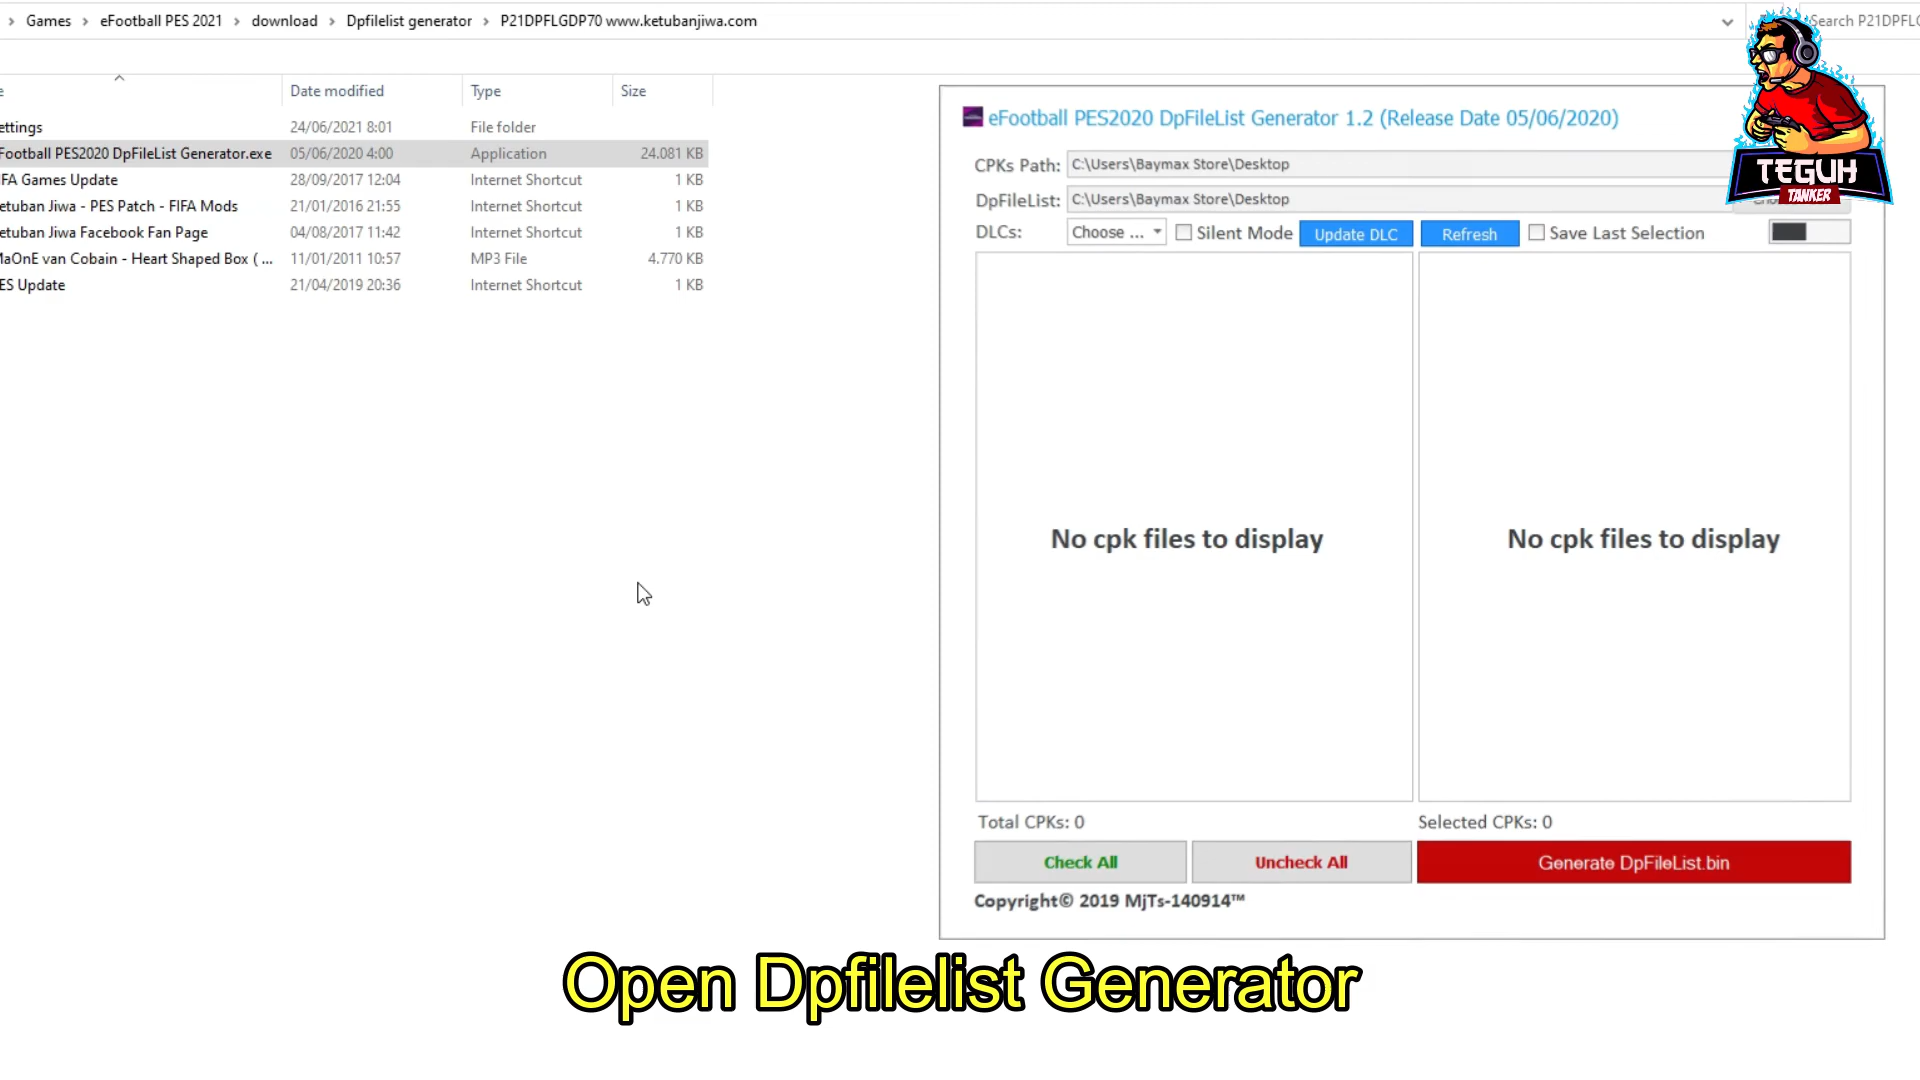 Games > eFootball PES 2021 > download > Dpfilelist generator > P21DPFLGDP70 www.ketubanjiwa.com
Search P21DPFLG
Date modified Type Size
ettings 24/06/2021 8:01 File folder
Football PES2020 DpFileList Generator.exe 05/06/2020 4:00 Application 24.081 KB
FA Games Update 28/09/2017 12:04 Internet Shortcut 1 KB
etuban Jiwa - PES Patch - FIFA Mods 21/01/2016 21:55 Internet Shortcut 1 KB
etuban Jiwa Facebook Fan Page 04/08/2017 11:42 Internet Shortcut 1 KB
MaOnE van Cobain - Heart Shaped Box ( ... 11/01/2011 10:57 MP3 File 4.770 KB
ES Update 21/04/2019 20:36 Internet Shortcut 1 KB
TEGUH
TANKER
eFootball PES2020 DpFileList Generator 1.2 (Release Date 05/06/2020)
CPKs Path: C:\Users\Baymax Store\Desktop
DpFileList: C:\Users\Baymax Store\Desktop
DLCs: Choose ... Silent Mode Update DLC Refresh Save Last Selection
No cpk files to display No cpk files to display
Total CPKs: 0 Selected CPKs: 0
Check All Uncheck All Generate DpFileList.bin
Copyright© 2019 MjTs-140914™
Open Dpfilelist Generator